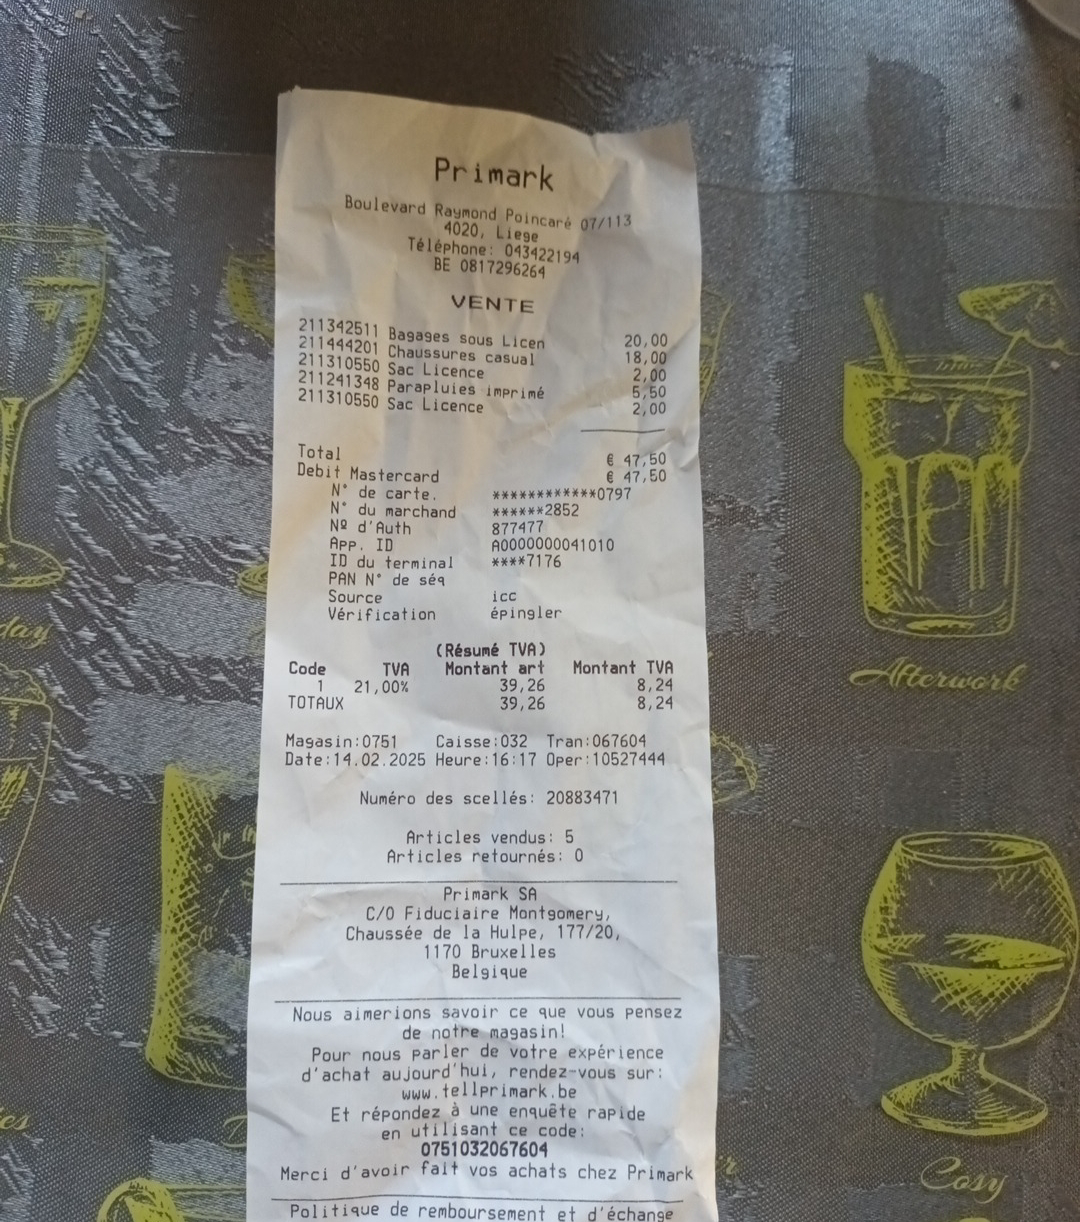 Primark
Boulevard Raymond Poincaré 07/113
4020, Liege
Téléphone: 043422194
BE 0817296264
VENTE
211342511 Bagages sous Licen 20,00
211444201 Chaussures casual 18,00
211310550 Sac Licence 2,00
211241348 Parapluies imprimé 5,50
211310550 Sac Licence 2,00
Total € 47,50
Debit Mastercard € 47,50
N° de carte. ************0797
N° du marchand ******2852
Nº d'Auth 877477
App. ID A0000000041010
ID du terminal ****7176
PAN N° de séq
Source icc
Vérification épingler
(Résumé TVA)
Code TVA Montant art Montant TVA
1 21,00% 39,26 8,24
TOTAUX 39,26 8,24
Magasin:0751 Caisse:032 Tran:067604
Date:14.02.2025 Heure:16:17 Oper:10527444
Numéro des scellés: 20883471
Articles vendus: 5
Articles retournés: 0
Primark SA
C/O Fiduciaire Montgomery,
Chaussée de la Hulpe, 177/20,
1170 Bruxelles
Belgique
Nous aimerions savoir ce que vous pensez
de notre magasin!
Pour nous parler de votre expérience
d'achat aujourd'hui, rendez-vous sur:
www.tellprimark.be
Et répondez à une enquête rapide
en utilisant ce code:
0751032067604
Merci d'avoir fait vos achats chez Primark
Politique de remboursement et d'échange
Afterwork
Cosy